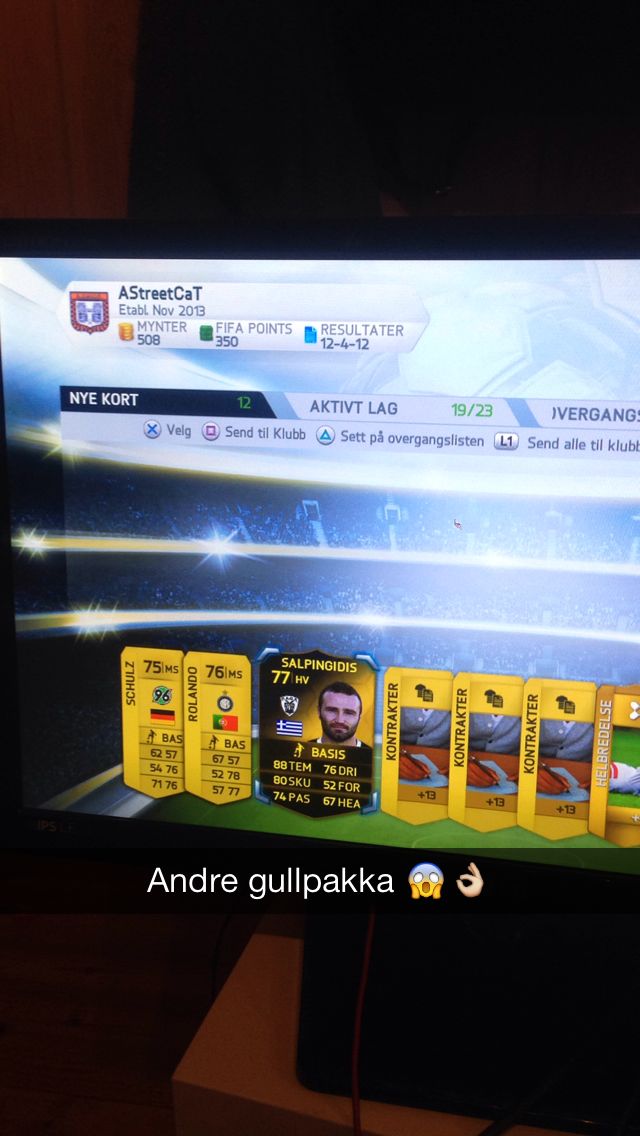 AStreetCaT
Etabl. Nov 2013
MYNTER FIFA POINTS RESULTATER
508 350 12-4-12
NYE KORT 12 AKTIVT LAG 19/23
Velg Send til Klubb Sett på overgangslisten L1 Send alle til klubb
SCHULZ
75 MS
96
BAS
62 57
54 76
71 76
ROLANDO
76 MS
BAS
67 57
52 78
57 77
SALPINGIDIS
77 HV
BASIS
88 TEM 76 DRI
80 SKU 52 FOR
74 PAS 67 HEA
KONTRAKTER
+13
KONTRAKTER
+13
KONTRAKTER
+13
HELBREDELSE
IPS LED
Andre gullpakka 😱👌